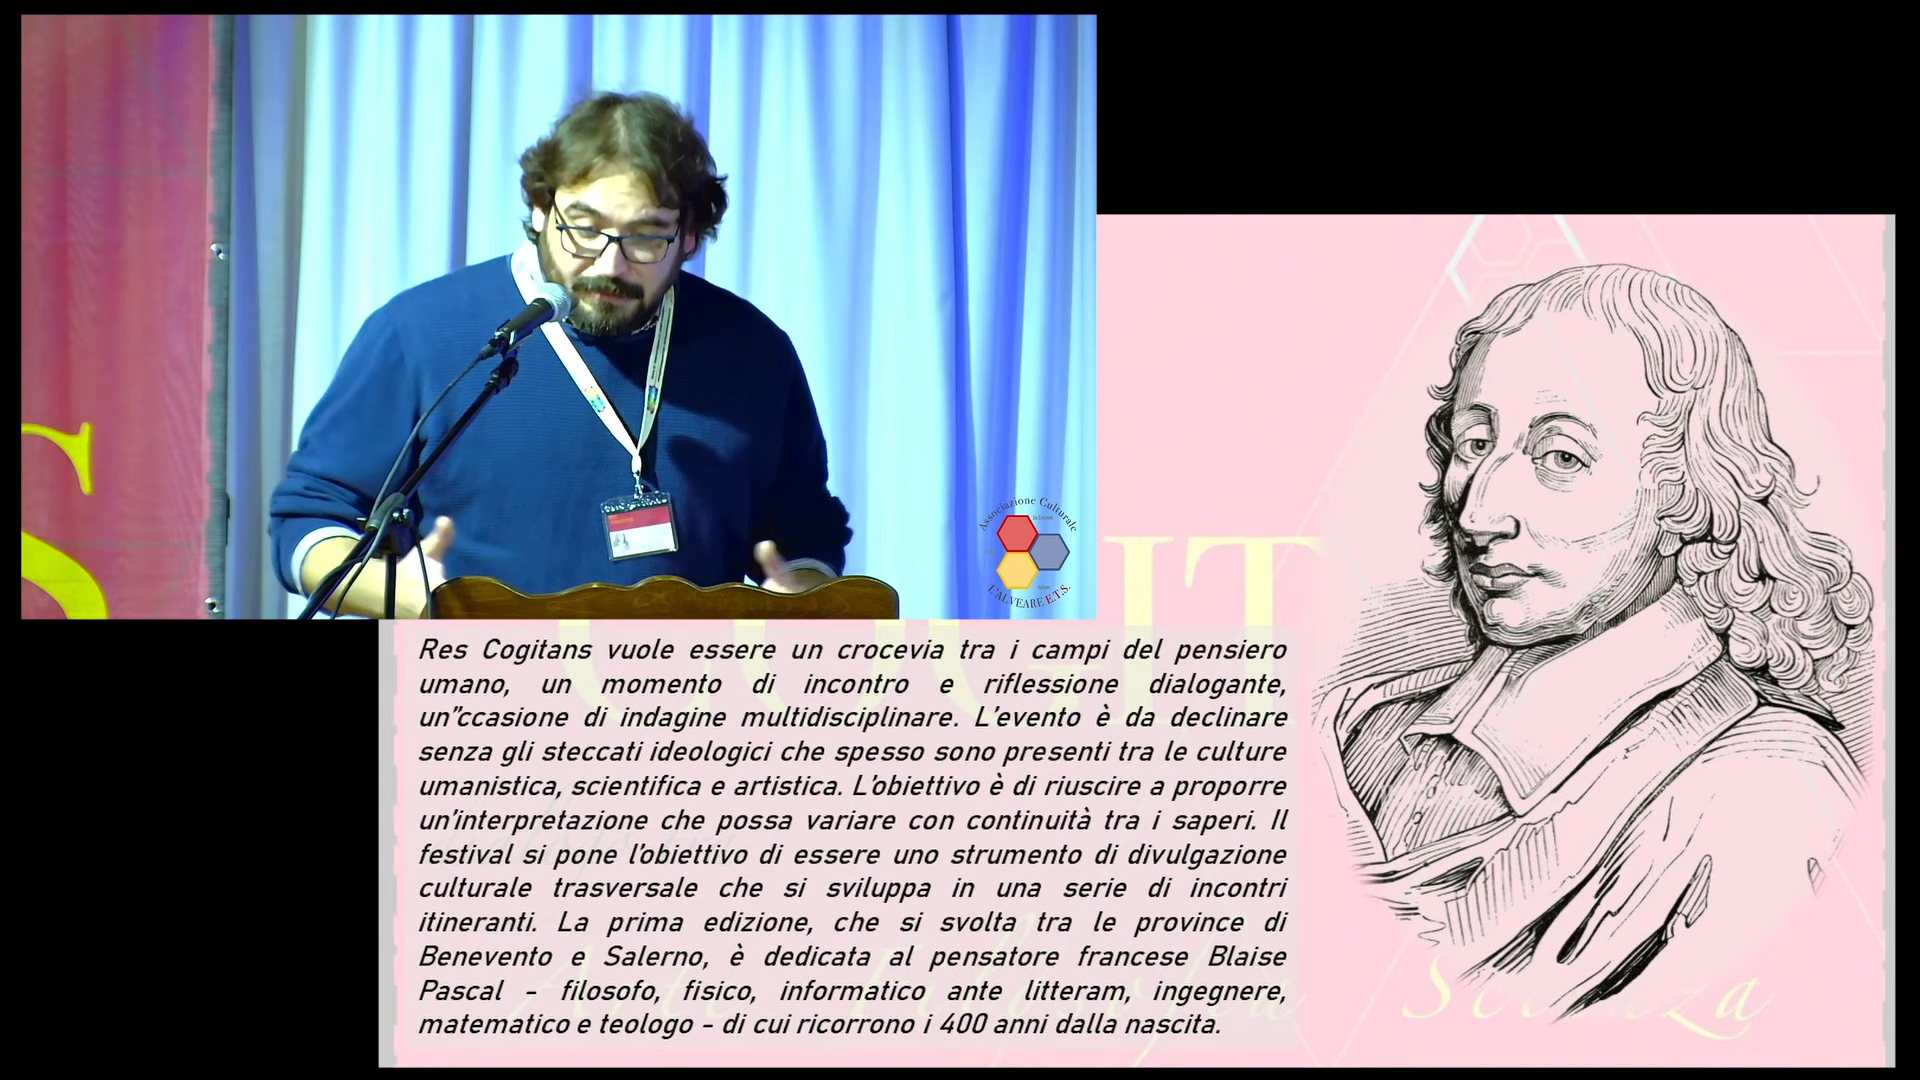 S
Associazione Culturale
L'ALVEARE E.T.S.
COGIT
Res Cogitans vuole essere un crocevia tra i campi del pensiero
umano, un momento di incontro e riflessione dialogante,
un"ccasione di indagine multidisciplinare. L'evento è da declinare
senza gli steccati ideologici che spesso sono presenti tra le culture
umanistica, scientifica e artistica. L'obiettivo è di riuscire a proporre
un'interpretazione che possa variare con continuità tra i saperi. Il
festival si pone l'obiettivo di essere uno strumento di divulgazione
culturale trasversale che si sviluppa in una serie di incontri
itineranti. La prima edizione, che si svolta tra le province di
Benevento e Salerno, è dedicata al pensatore francese Blaise
Pascal - filosofo, fisico, informatico ante litteram, ingegnere,
matematico e teologo - di cui ricorrono i 400 anni dalla nascita.
Arte Filosofia Scienza